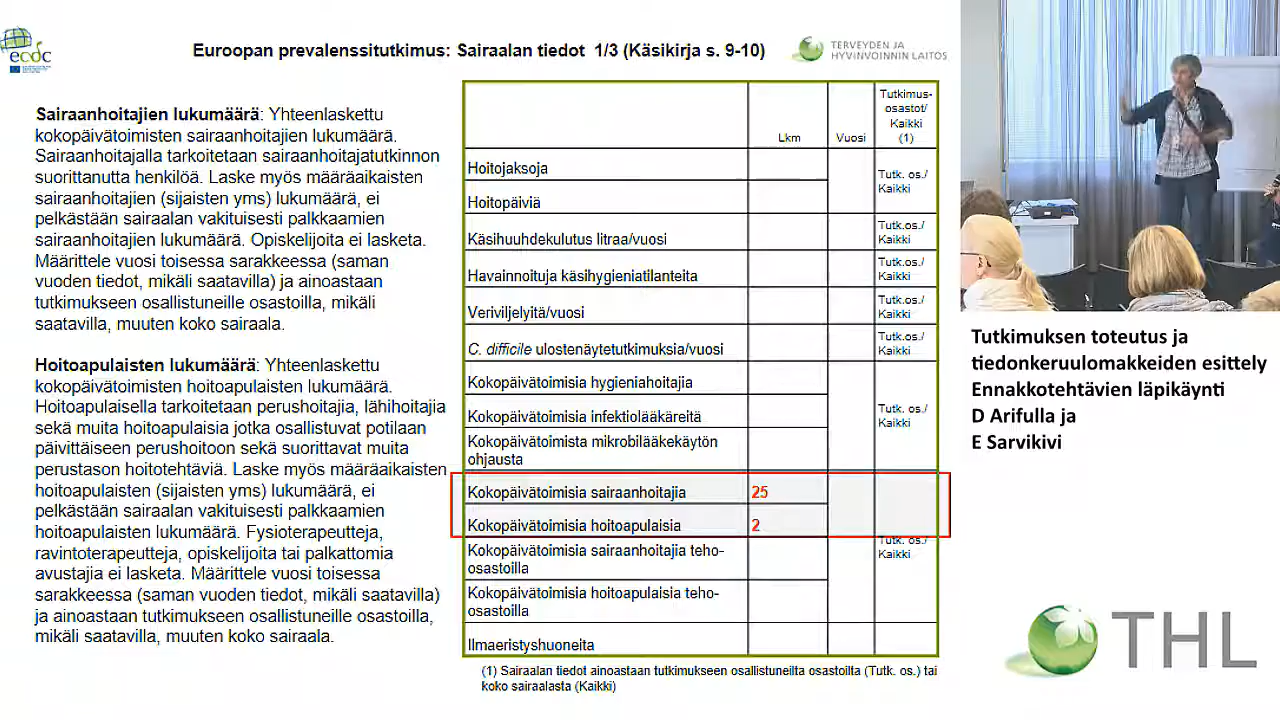 ecdc
Euroopan prevalenssitutkimus: Sairaalan tiedot 1/3 (Käsikirja s. 9-10)
TERVEYDEN JA
HYVINVOINNIN LAITOS
Sairaanhoitajien lukumäärä: Yhteenlaskettu
kokopäivätoimisten sairaanhoitajien lukumäärä.
Sairaanhoitajalla tarkoitetaan sairaanhoitajatutkinnon
suorittanutta henkilöä. Laske myös määräaikaisten
sairaanhoitajien (sijaisten yms) lukumäärä, ei
pelkästään sairaalan vakituisesti palkkaamien
sairaanhoitajien lukumäärä. Opiskelijoita ei lasketa.
Määrittele vuosi toisessa sarakkeessa (saman
vuoden tiedot, mikäli saatavilla) ja ainoastaan
tutkimukseen osallistuneille osastoilla, mikäli
saatavilla, muuten koko sairaala.
Hoitoapulaisten lukumäärä: Yhteenlaskettu
kokopäivätoimisten hoitoapulaisten lukumäärä.
Hoitoapulaisella tarkoitetaan perushoitajia, lähihoitajia
sekä muita hoitoapulaisia jotka osallistuvat potilaan
päivittäiseen perushoitoon sekä suorittavat muita
perustason hoitotehtäviä. Laske myös määräaikaisten
hoitoapulaisten (sijaisten yms) lukumäärä, ei
pelkästään sairaalan vakituisesti palkkaamien
hoitoapulaisten lukumäärä. Fysioterapeutteja,
ravintoterapeutteja, opiskelijoita tai palkattomia
avustajia ei lasketa. Määrittele vuosi toisessa
sarakkeessa (saman vuoden tiedot, mikäli saatavilla)
ja ainoastaan tutkimukseen osallistuneille osastoilla,
mikäli saatavilla, muuten koko sairaala.
Tutkimus-
osastot/
Kaikki
Lkm Vuosi (1)
Hoitojaksoja
Tutk. os./
Kaikki
Hoitopäiviä
Käsihuuhdekulutus litraa/vuosi Tutk.os./
Kaikki
Havainnoituja käsihygieniatilanteita Tutk.os./
Kaikki
Veriviljelyitä/vuosi Tutk.os./
Kaikki
C. difficile ulostenäytetutkimuksia/vuosi Tutk.os./
Kaikki
Kokopäivätoimisia hygieniahoitajia
Kokopäivätoimisia infektiolääkäreitä Tutk. os./
Kaikki
Kokopäivätoimista mikrobilääkekäytön
ohjausta
Kokopäivätoimisia sairaanhoitajia 25
Kokopäivätoimisia hoitoapulaisia 2
Tutk. os./
Kaikki
Kokopäivätoimisia sairaanhoitajia teho-
osastoilla
Kokopäivätoimisia hoitoapulaisia teho-
osastoilla
Ilmaeristyshuoneita
(1) Sairaalan tiedot ainoastaan tutkimukseen osallistuneilta osastoilta (Tutk. os.) tai
koko sairaalasta (Kaikki)
Tutkimuksen toteutus ja
tiedonkeruulomakkeiden esittely
Ennakkotehtävien läpikäynti
D Arifulla ja
E Sarvikivi
THL